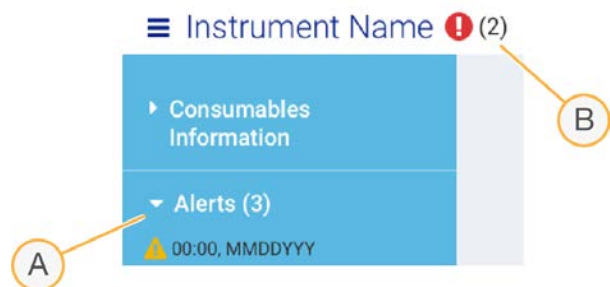 Instrument Name (2)
Consumables
Information
Alerts (3)
00:00, MMDDYYY
A
B